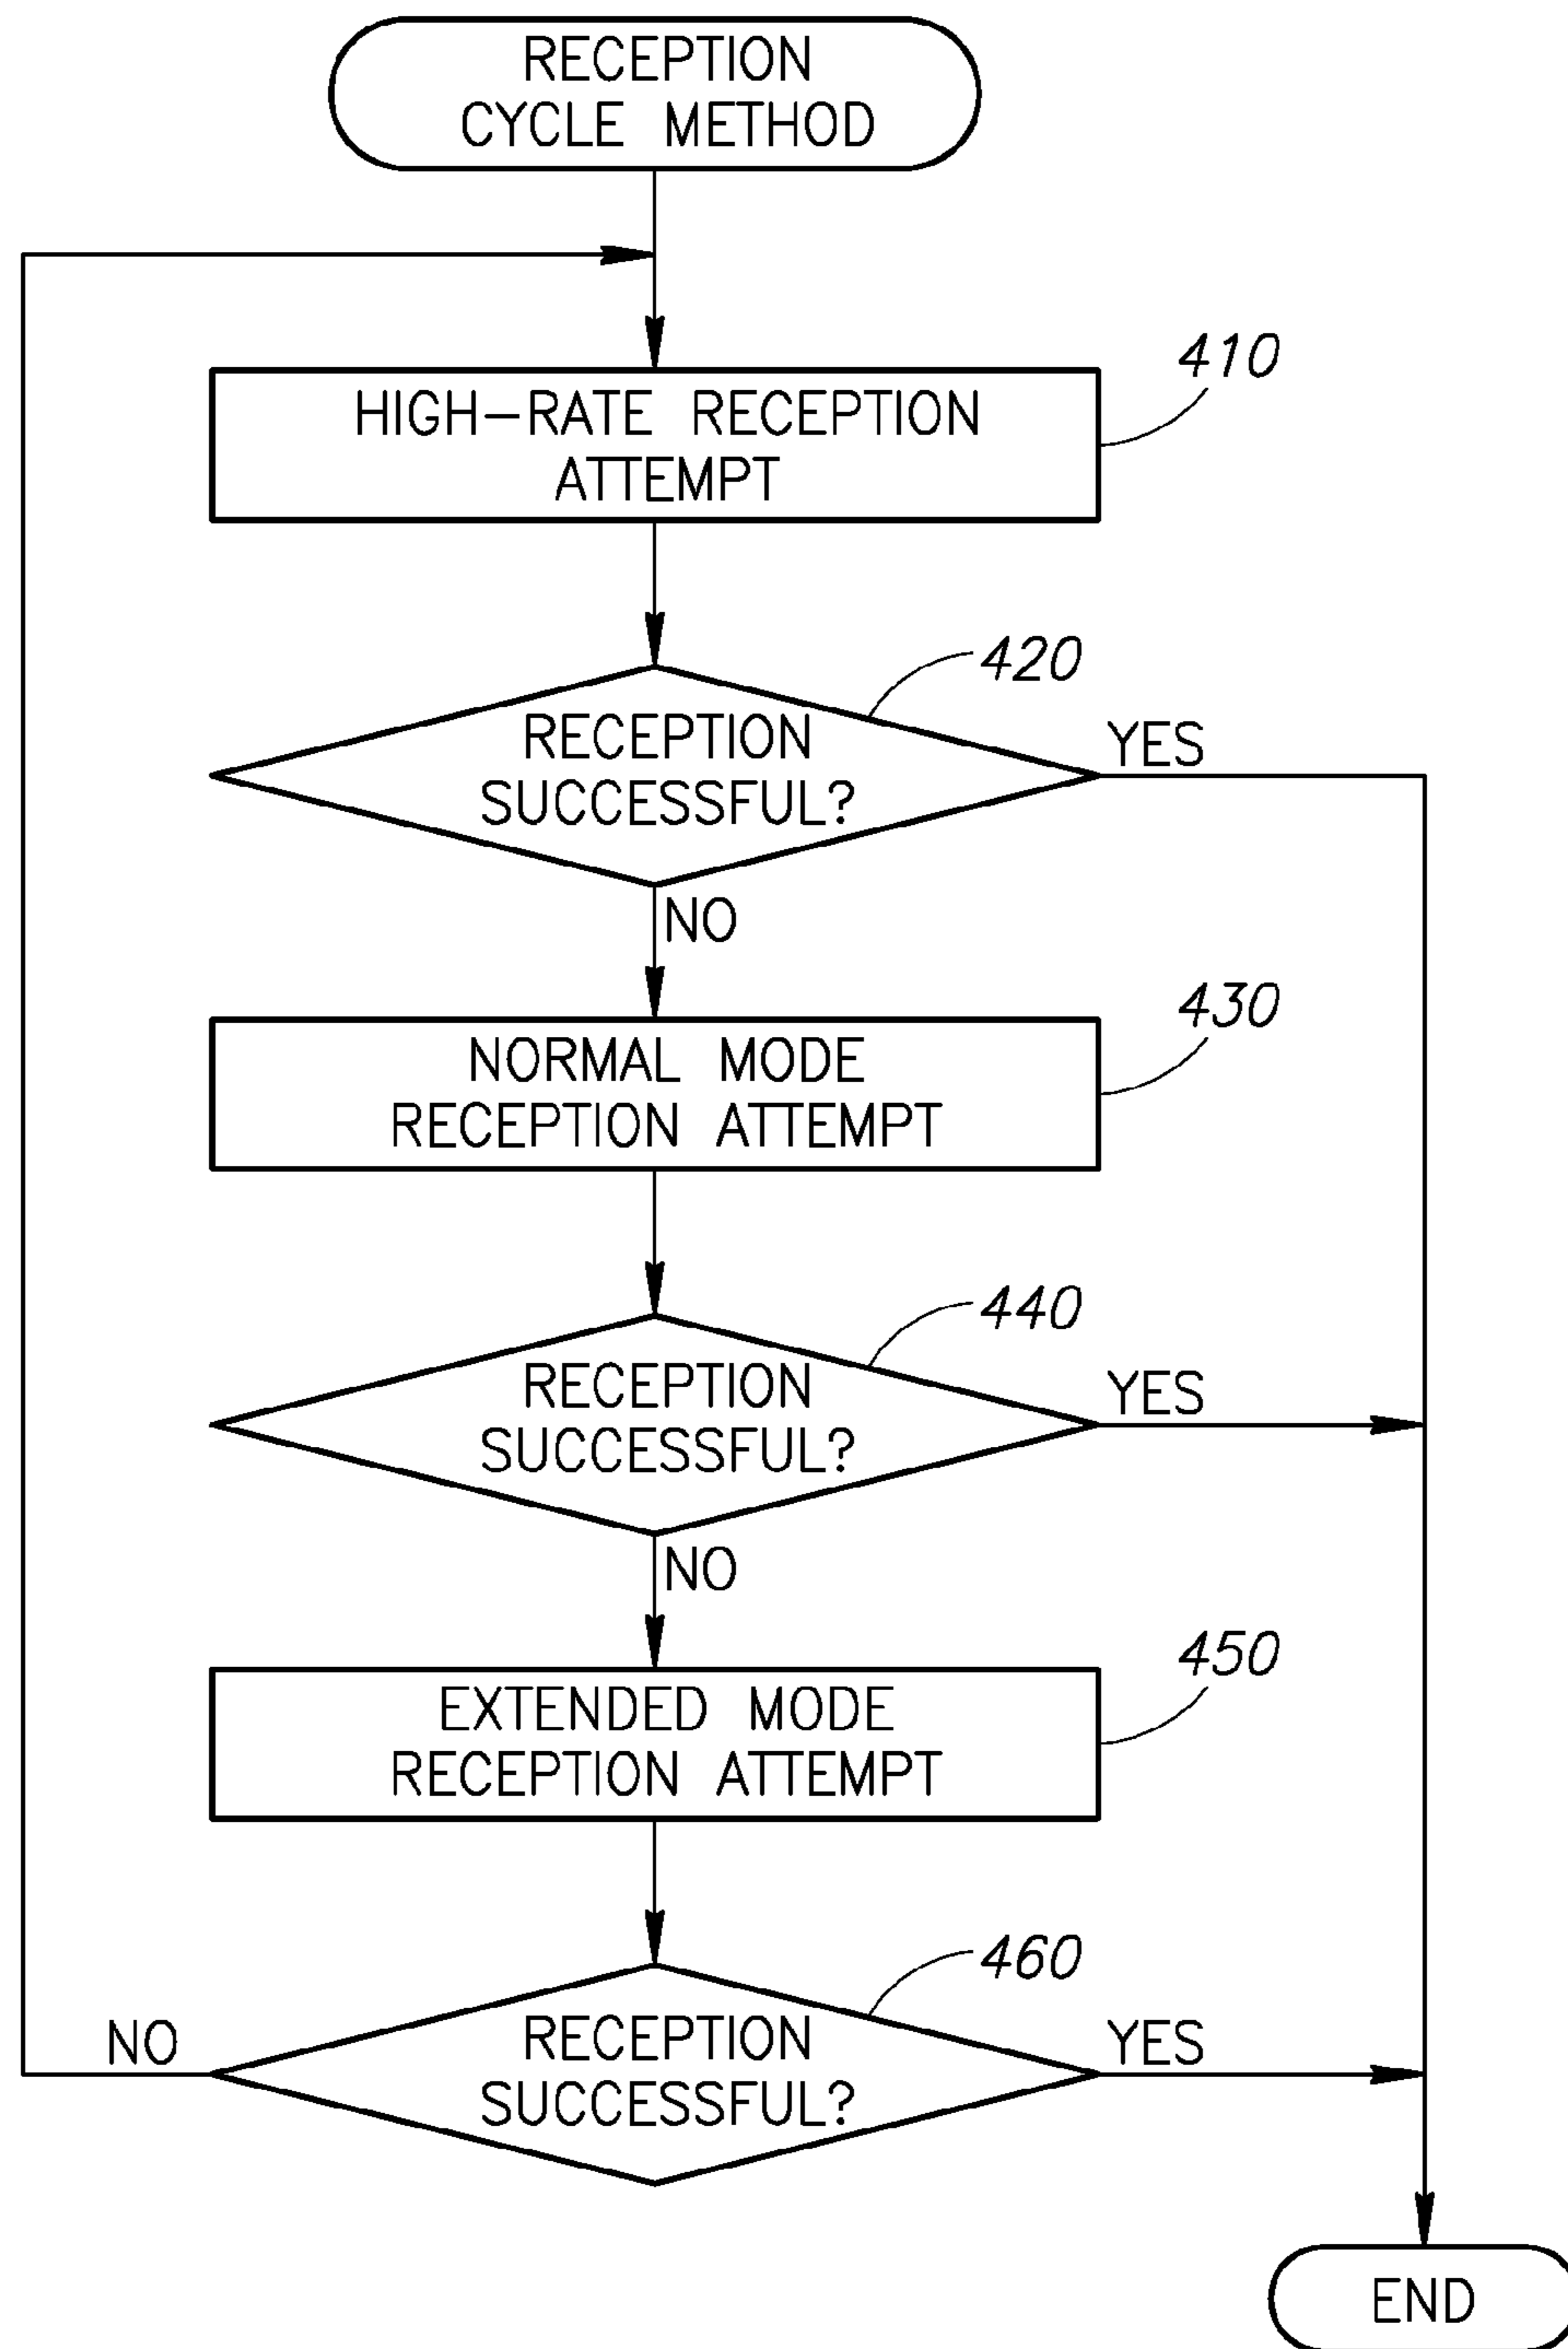 RECEPTION
CYCLE METHOD
410
HIGH-RATE RECEPTION
ATTEMPT
420
RECEPTION
SUCCESSFUL?
YES
NO
430
NORMAL MODE
RECEPTION ATTEMPT
440
RECEPTION
SUCCESSFUL?
YES
NO
450
EXTENDED MODE
RECEPTION ATTEMPT
460
NO
RECEPTION
SUCCESSFUL?
YES
END